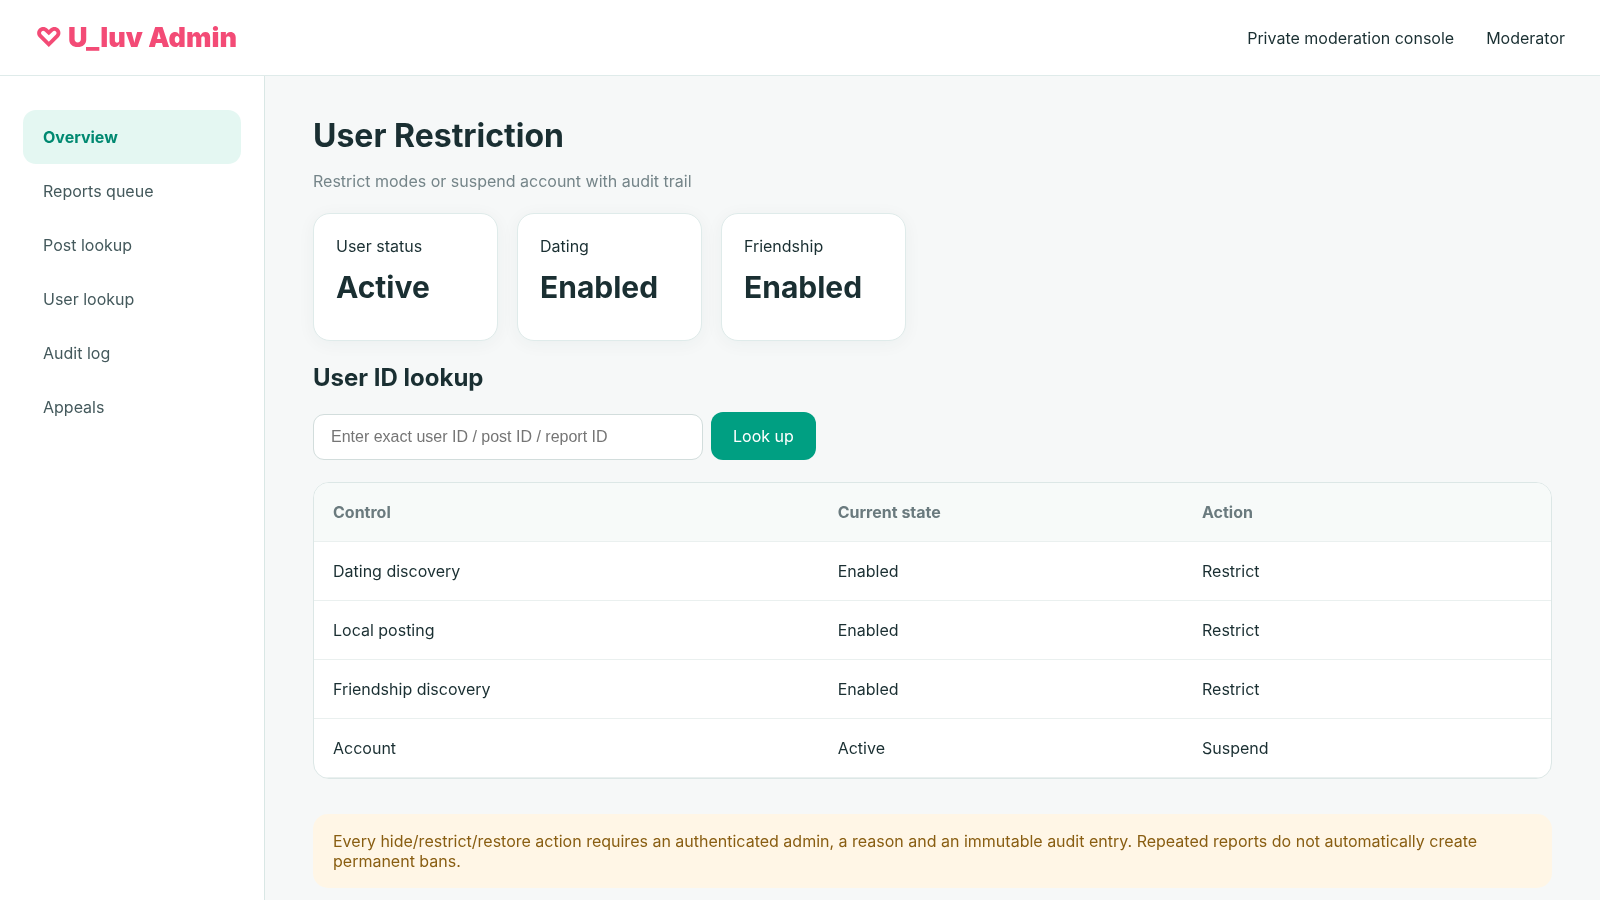 ♡ U_luv Admin
Private moderation console
Moderator
Overview
Reports queue
Post lookup
User lookup
Audit log
Appeals
User Restriction
Restrict modes or suspend account with audit trail
User status
Active
Dating
Enabled
Friendship
Enabled
User ID lookup
Enter exact user ID / post ID / report ID
Look up
Control Current state Action
Dating discovery Enabled Restrict
Local posting Enabled Restrict
Friendship discovery Enabled Restrict
Account Active Suspend
Every hide/restrict/restore action requires an authenticated admin, a reason and an immutable audit entry. Repeated reports do not automatically create
permanent bans.